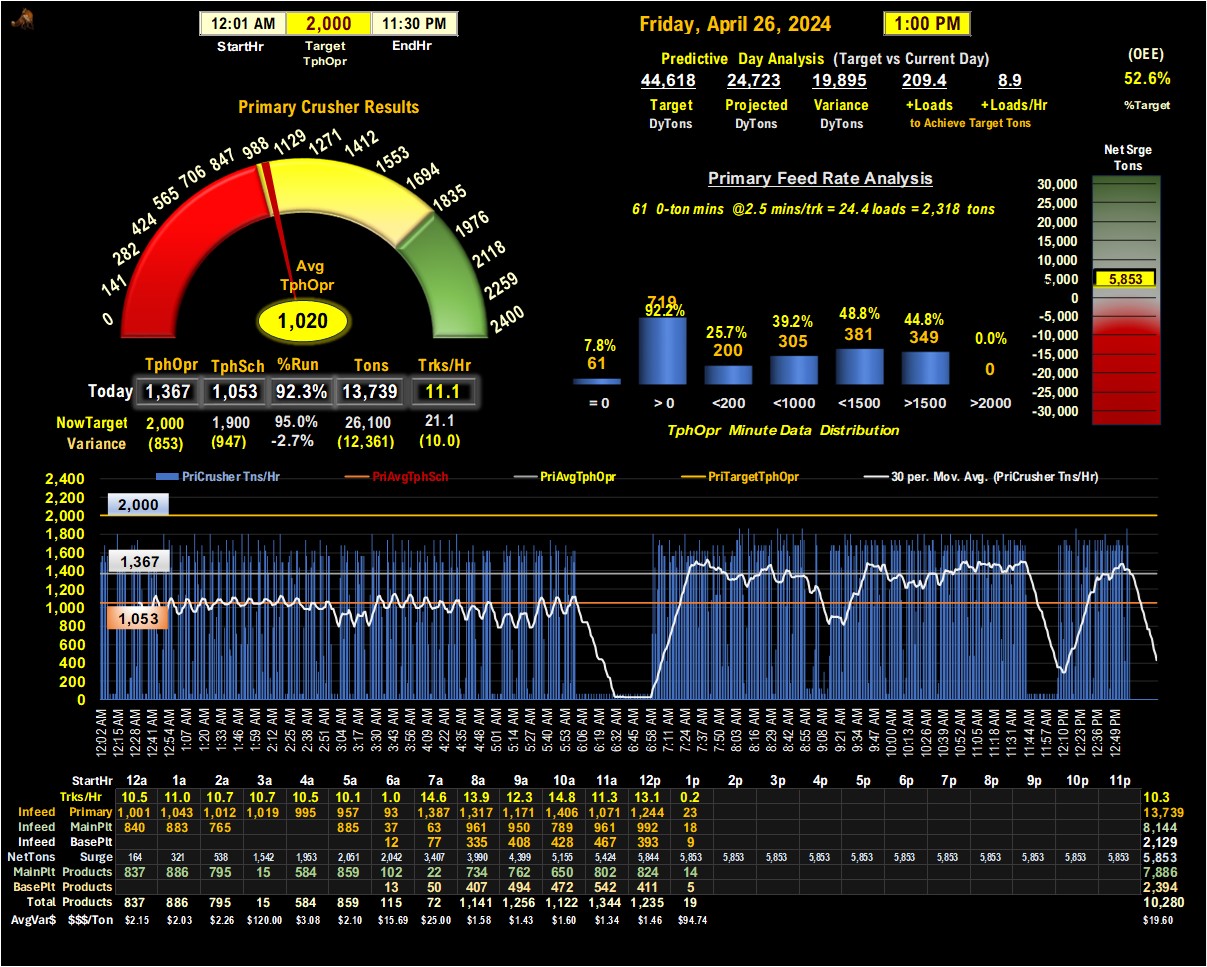 12:01 AM 2,000 11:30 PM
StartHr Target EndHr
TphOpr
Friday, April 26, 2024 1:00 PM
Predictive Day Analysis (Target vs Current Day)
44,618 24,723 19,895 209.4 8.9
Target Projected Variance +Loads +Loads/Hr
DyTons DyTons DyTons to Achieve Target Tons
(OEE)
52.6%
%Target
Primary Crusher Results
0 141 282 424 565 706 847 988 1129 1271 1412 1553 1694 1835 1976 2118 2259 2400
Avg
TphOpr
1,020
TphOpr TphSch %Run Tons Trks/Hr
Today 1,367 1,053 92.3% 13,739 11.1
NowTarget 2,000 1,900 95.0% 26,100 21.1
Variance (853) (947) -2.7% (12,361) (10.0)
Primary Feed Rate Analysis
61 0-ton mins @2.5 mins/trk = 24.4 loads = 2,318 tons
7.8% 92.2% 25.7% 39.2% 48.8% 44.8% 0.0%
61 719 200 305 381 349 0
= 0 > 0 <200 <1000 <1500 >1500 >2000
TphOpr Minute Data Distribution
Net Srge
Tons
30,000
25,000
20,000
15,000
10,000
5,000
0
-5,000
-10,000
-15,000
-20,000
-25,000
-30,000
5,853
PriCrusher Tns/Hr PriAvgTphSch PriAvgTphOpr PriTargetTphOpr 30 per. Mov. Avg. (PriCrusher Tns/Hr)
2,400
2,200
2,000
1,800
1,600
1,400
1,200
1,000
800
600
400
200
0
2,000
1,367
1,053
12:02 AM 12:15 AM 12:28 AM 12:41 AM 12:54 AM 1:07 AM 1:20 AM 1:33 AM 1:46 AM 1:59 AM 2:12 AM 2:25 AM 2:38 AM 2:51 AM 3:04 AM 3:17 AM 3:30 AM 3:43 AM 3:56 AM 4:09 AM 4:22 AM 4:35 AM 4:48 AM 5:01 AM 5:14 AM 5:27 AM 5:40 AM 5:53 AM 6:06 AM 6:19 AM 6:32 AM 6:45 AM 6:58 AM 7:11 AM 7:24 AM 7:37 AM 7:50 AM 8:03 AM 8:16 AM 8:29 AM 8:42 AM 8:55 AM 9:08 AM 9:21 AM 9:34 AM 9:47 AM 10:00 AM 10:13 AM 10:26 AM 10:39 AM 10:52 AM 11:05 AM 11:18 AM 11:31 AM 11:44 AM 11:57 AM 12:10 PM 12:23 PM 12:36 PM 12:49 PM
StartHr 12a 1a 2a 3a 4a 5a 6a 7a 8a 9a 10a 11a 12p 1p 2p 3p 4p 5p 6p 7p 8p 9p 10p 11p
Trks/Hr 10.5 11.0 10.7 10.7 10.5 10.1 1.0 14.6 13.9 12.3 14.8 11.3 13.1 0.2 10.3
Infeed Primary 1,001 1,043 1,012 1,019 995 957 93 1,387 1,317 1,171 1,406 1,071 1,244 23 13,739
Infeed MainPlt 840 883 765 885 37 63 961 950 789 961 992 18 8,144
Infeed BasePlt 12 77 335 408 428 467 393 9 2,129
NetTons Surge 164 321 538 1,542 1,953 2,051 2,042 3,407 3,990 4,399 5,155 5,424 5,844 5,853 5,853 5,853 5,853 5,853 5,853 5,853 5,853 5,853 5,853 5,853 5,853
MainPlt Products 837 886 795 15 584 859 102 22 734 762 650 802 824 14 7,886
BasePlt Products 13 50 407 494 472 542 411 5 2,394
Total Products 837 886 795 15 584 859 115 72 1,141 1,256 1,122 1,344 1,235 19 10,280
AvgVar$ $$$/Ton $2.15 $2.03 $2.26 $120.00 $3.08 $2.10 $15.69 $25.00 $1.58 $1.43 $1.60 $1.34 $1.46 $94.74 $19.60